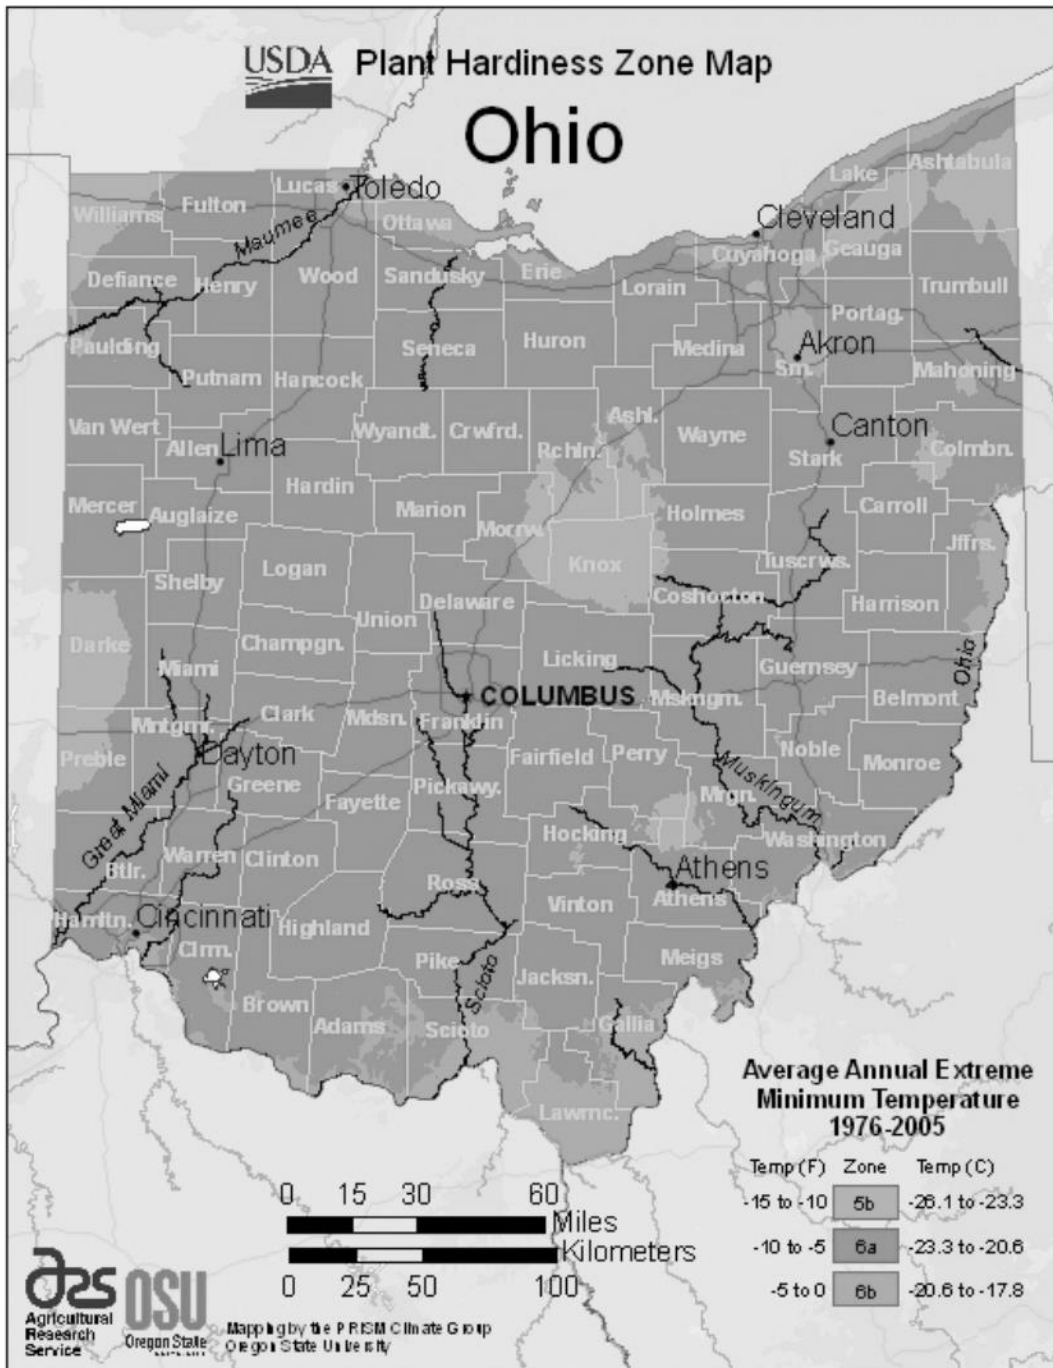 USDA Plant Hardiness Zone Map
Ohio
Lake Ashtabula
Lucas Toledo
Williams Fulton
Maumee Ottawa Cleveland
Cuyahoga Geauga
Defiance Henry Wood Sandusky Erie Lorain Trumbull
Portag.
Paulding Seneca Huron Medina Akron
Putnam Hancock Sm. Mahoning
Van Wert Wyandt. Crwfrd. Ashl. Wayne Canton
Allen Lima Rchln. Stark Colmbn.
Mercer Hardin Marion Carroll
Auglaize Morrw. Holmes Jffrs.
Shelby Logan Knox Tuscrws.
Union Delaware Coshocton Harrison
Darke Champgn. Licking Guernsey Ohio
Miami COLUMBUS Mskngm. Belmont
Mntgmr. Clark Mdsn. Franklin
Preble Dayton Fairfield Perry Noble Monroe
Greene Pickawy. Muskingum
Great Miami Fayette Mrgn.
Hocking Washington
Warren Clinton
Btlr. Ross Athens
Hamltn. Cincinnati Vinton Athens
Highland
Clrm. Pike Meigs
Scioto Jacksn.
Brown Adams Scioto Gallia
Lawrnc.
Average Annual Extreme
Minimum Temperature
1976-2005
Temp (F) Zone Temp (C)
-15 to -10 5b -26.1 to -23.3
-10 to -5 6a -23.3 to -20.6
-5 to 0 6b -20.6 to -17.8
0 15 30 60
Miles
Kilometers
0 25 50 100
ars OSU
Agricultural
Research
Service
Oregon State
Mapping by the PRISM Climate Group
Oregon State University